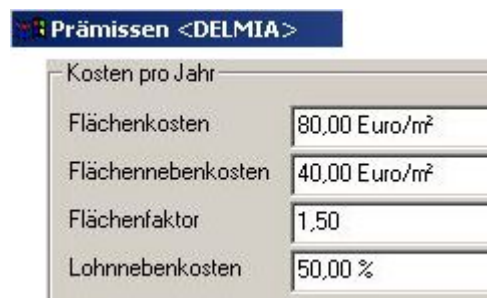 Prämissen <DELMIA>
Kosten pro Jahr
Flächenkosten 80,00 Euro/m²
Flächennebenkosten 40,00 Euro/m²
Flächenfaktor 1,50
Lohnnebenkosten 50,00 %